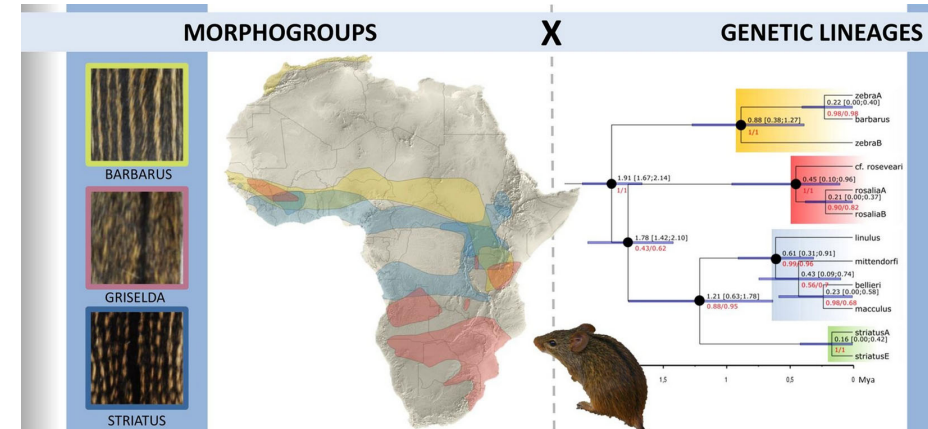 MORPHOGROUPS X GENETIC LINEAGES
BARBARUS
GRISELDA
STRIATUS
zebraA
0.22 [0.00;0.40]
0.98/0.98
barbarus
0.88 [0.38;1.27]
1/1
zebraB
cf. roseveari
1.91 [1.67;2.14]
1/1
0.45 [0.10;0.96]
1/1
rosaliaA
0.21 [0.00;0.37]
0.90/0.82
rosaliaB
linulus
1.78 [1.42;2.10]
0.43/0.62
0.61 [0.31;0.91]
0.99/0.96
mittendorfi
0.43 [0.09;0.74]
bellieri
0.23 [0.00;0.58]
0.98/0.68
macculus
1.21 [0.63;1.78]
0.88/0.95
striatusA
0.16 [0.00;0.42]
1/1
striatusE
1,5 1 0,5 0 Mya